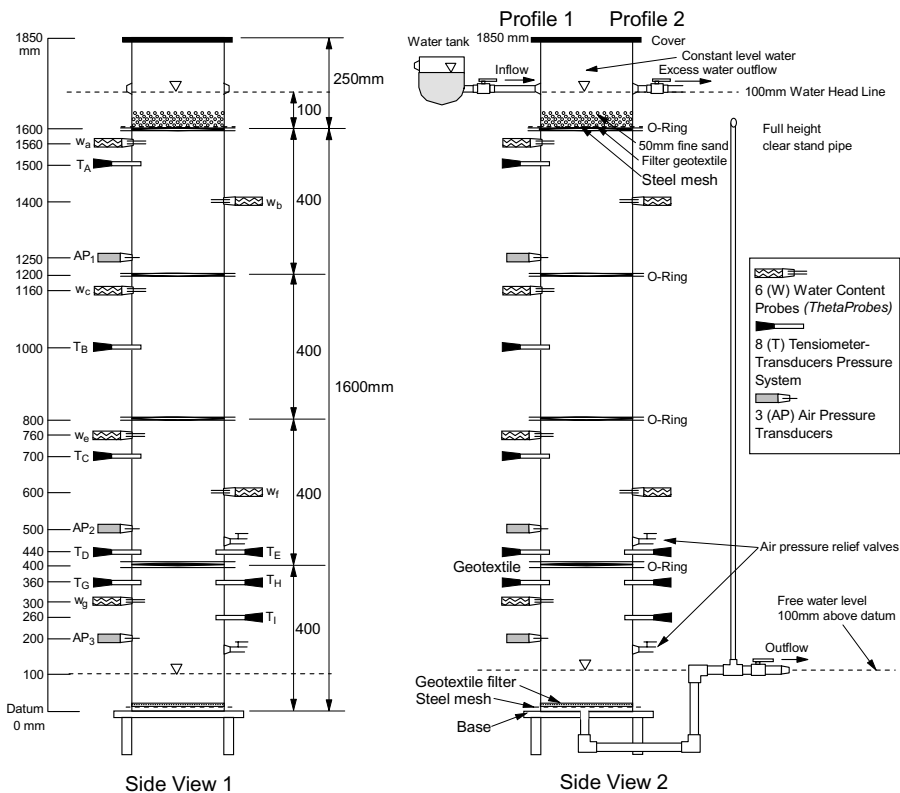 Profile 1
Profile 2
1850
mm
1600
1560
1500
1400
1250
1200
1160
1000
800
760
700
600
500
440
400
360
300
260
200
100
Datum
0 mm
wa
TA
wb
AP1
wc
TB
we
TC
wf
AP2
TD
TE
TG
TH
wg
TI
AP3
250mm
100
400
400
1600mm
400
400
Side View 1
Water tank
1850 mm
Cover
Constant level water
Inflow
Excess water outflow
100mm Water Head Line
O-Ring
50mm fine sand
Filter geotextile
Steel mesh
Full height
clear stand pipe
O-Ring
O-Ring
Geotextile
O-Ring
Air pressure relief valves
Free water level
100mm above datum
Outflow
Geotextile filter
Steel mesh
Base
Side View 2
6 (W) Water Content
Probes (ThetaProbes)
8 (T) Tensiometer-
Transducers Pressure
System
3 (AP) Air Pressure
Transducers